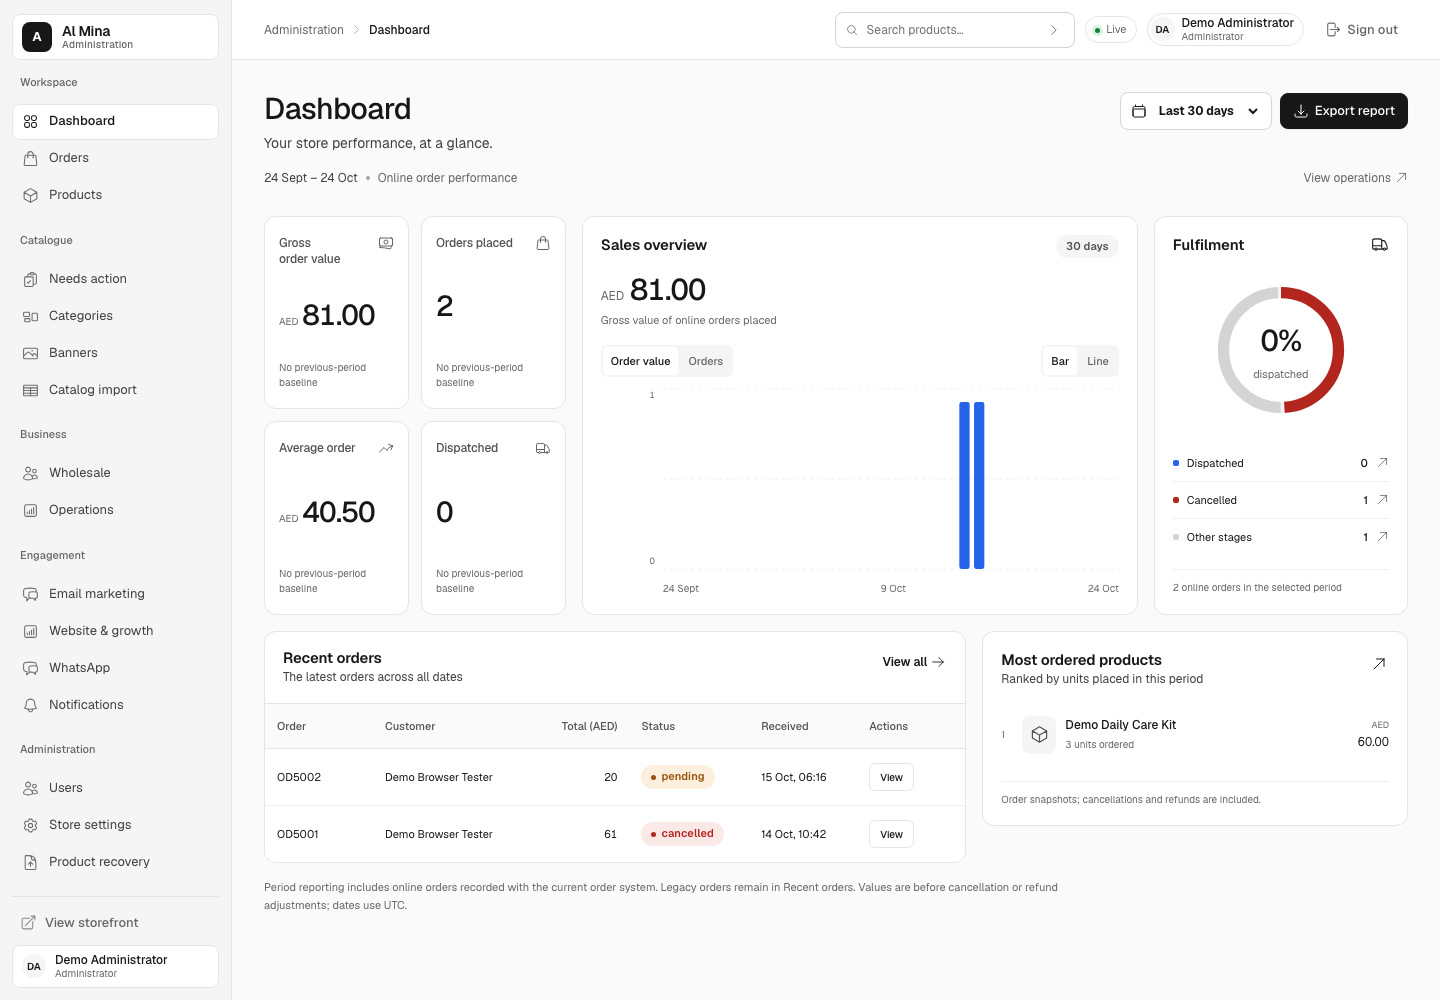 A
Al Mina
Administration
Workspace
Dashboard
Orders
Products
Catalogue
Needs action
Categories
Banners
Catalog import
Business
Wholesale
Operations
Engagement
Email marketing
Website & growth
WhatsApp
Notifications
Administration
Users
Store settings
Product recovery
View storefront
DA
Demo Administrator
Administrator
Administration
Dashboard
Search products...
Live
DA
Demo Administrator
Administrator
Sign out
Dashboard
Your store performance, at a glance.
Last 30 days
Export report
24 Sept – 24 Oct • Online order performance
View operations
Gross
order value
AED 81.00
No previous-period
baseline
Orders placed
2
No previous-period
baseline
Average order
AED 40.50
No previous-period
baseline
Dispatched
0
No previous-period
baseline
Sales overview
30 days
AED 81.00
Gross value of online orders placed
Order value
Orders
Bar
Line
1
0
24 Sept
9 Oct
24 Oct
Fulfilment
0%
dispatched
Dispatched 0
Cancelled 1
Other stages 1
2 online orders in the selected period
Recent orders
The latest orders across all dates
View all
Order Customer Total (AED) Status Received Actions
OD5002 Demo Browser Tester 20 pending 15 Oct, 06:16 View
OD5001 Demo Browser Tester 61 cancelled 14 Oct, 10:42 View
Most ordered products
Ranked by units placed in this period
1
Demo Daily Care Kit
3 units ordered
AED
60.00
Order snapshots; cancellations and refunds are included.
Period reporting includes online orders recorded with the current order system. Legacy orders remain in Recent orders. Values are before cancellation or refund
adjustments; dates use UTC.